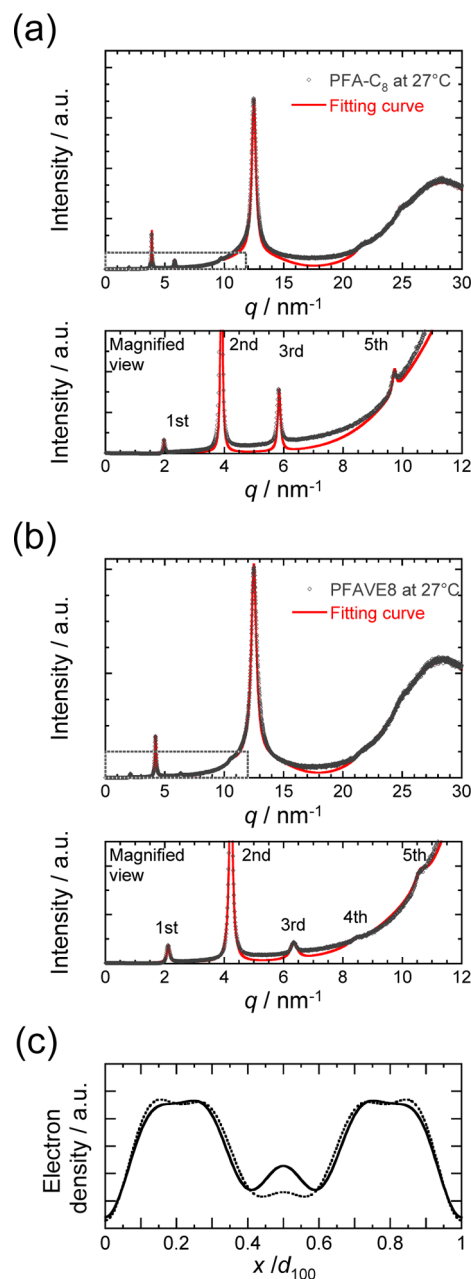 (a)
Intensity / a.u.
PFA-C₈ at 27°C
Fitting curve
0 5 10 15 20 25 30
q / nm⁻¹
Intensity / a.u.
Magnified
view
1st
2nd
3rd
5th
0 2 4 6 8 10 12
q / nm⁻¹
(b)
Intensity / a.u.
PFAVE8 at 27°C
Fitting curve
0 5 10 15 20 25 30
q / nm⁻¹
Intensity / a.u.
Magnified
view
1st
2nd
3rd
4th
5th
0 2 4 6 8 10 12
q / nm⁻¹
(c)
Electron
density / a.u.
0 0.2 0.4 0.6 0.8 1
x /d₁₀₀